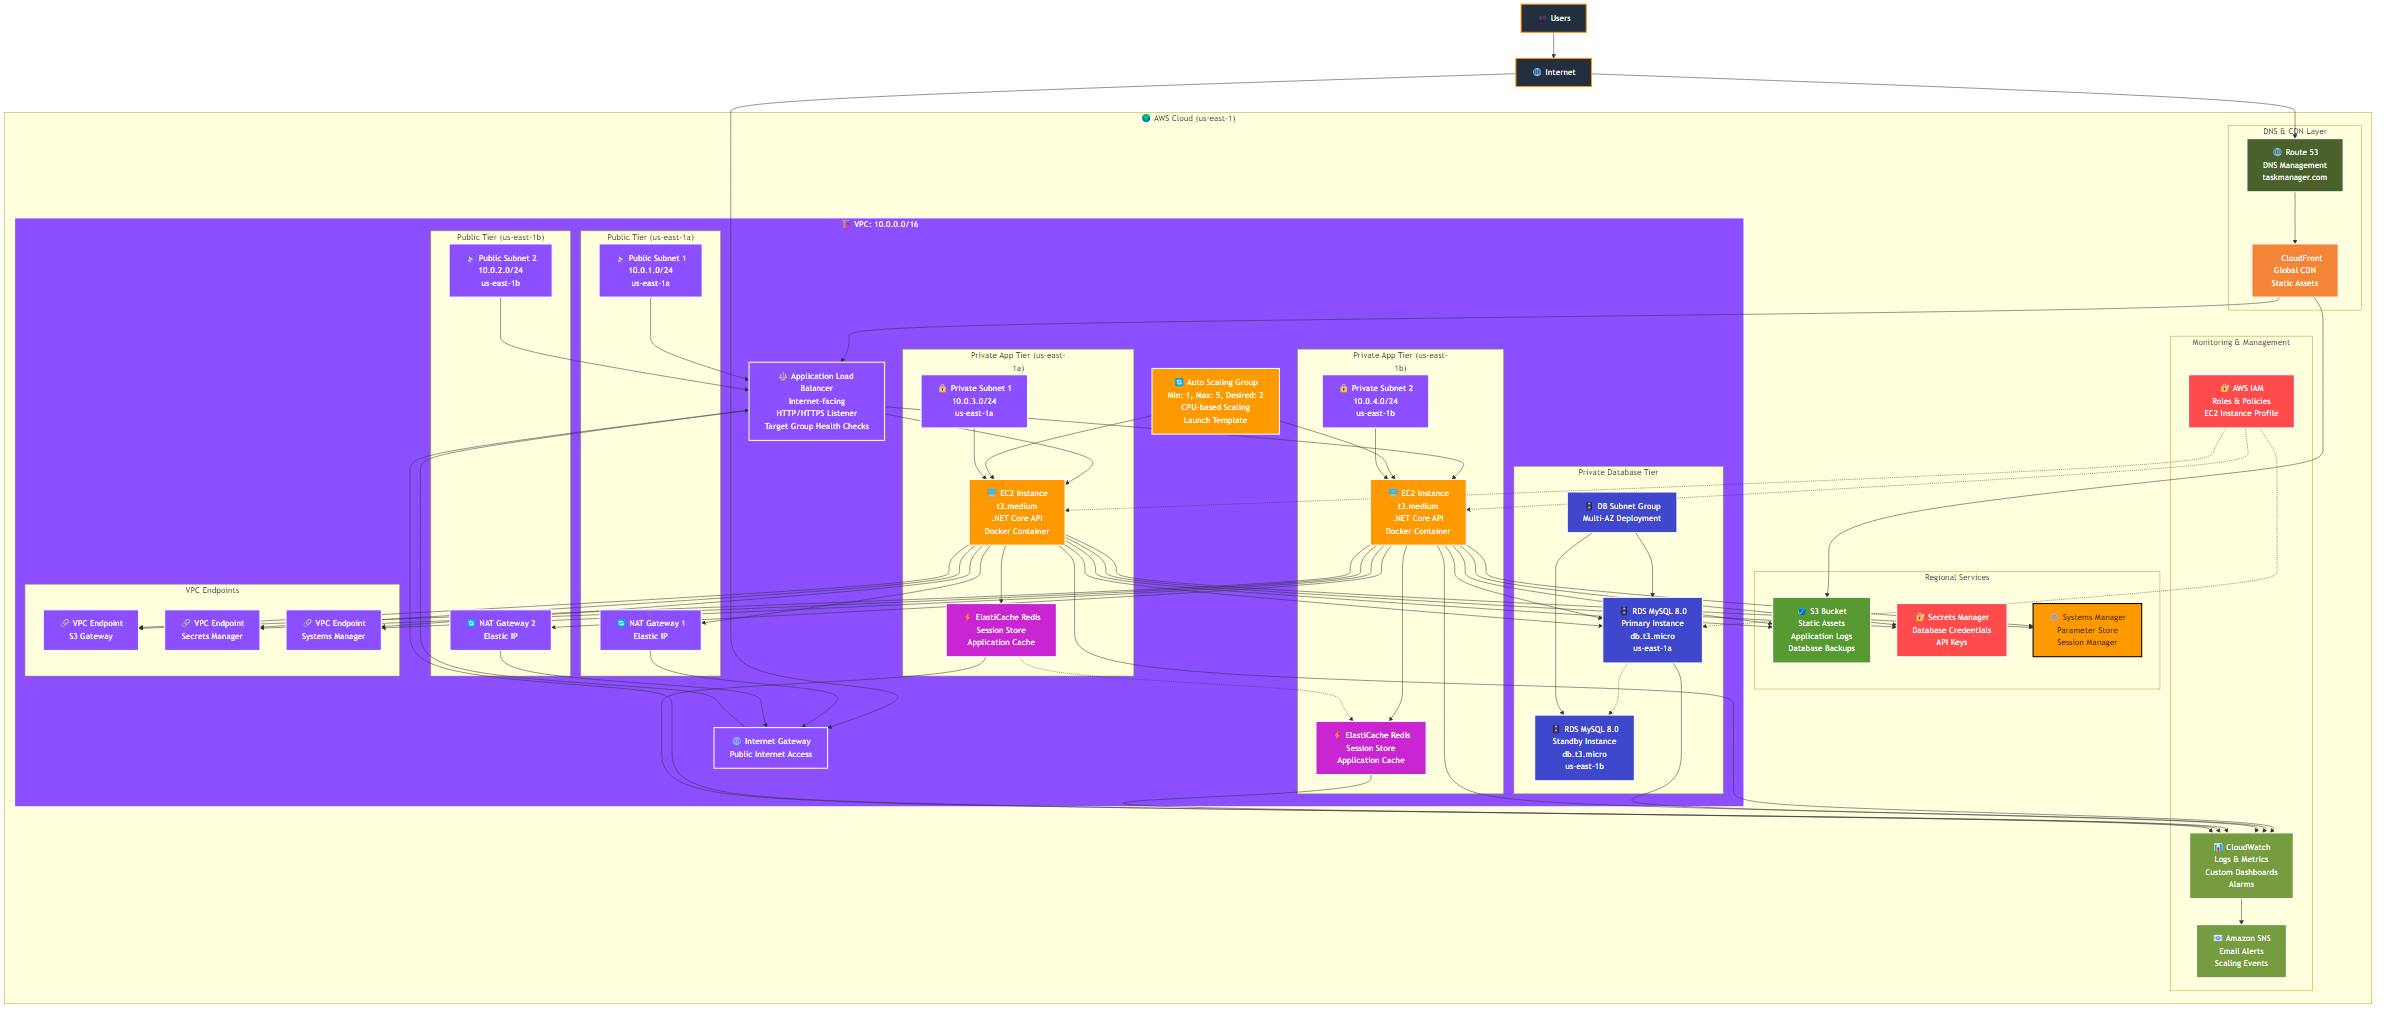 Users
Internet
AWS Cloud (us-east-1)
DNS & CDN Layer
Route 53
DNS Management
taskmanager.com
CloudFront
Global CDN
Static Assets
VPC: 10.0.0.0/16
Public Tier (us-east-1b)
Public Subnet 2
10.0.2.0/24
us-east-1b
Public Tier (us-east-1a)
Public Subnet 1
10.0.1.0/24
us-east-1a
Application Load
Balancer
Internet-facing
HTTP/HTTPS Listener
Target Group Health Checks
Private App Tier (us-east-
1a)
Private Subnet 1
10.0.3.0/24
us-east-1a
Auto Scaling Group
Min: 1, Max: 5, Desired: 2
CPU-based Scaling
Launch Template
Private App Tier (us-east-
1b)
Private Subnet 2
10.0.4.0/24
us-east-1b
Monitoring & Management
AWS IAM
Roles & Policies
EC2 Instance Profile
EC2 Instance
t3.medium
.NET Core API
Docker Container
EC2 Instance
t3.medium
.NET Core API
Docker Container
Private Database Tier
DB Subnet Group
Multi-AZ Deployment
VPC Endpoints
VPC Endpoint
S3 Gateway
VPC Endpoint
Secrets Manager
VPC Endpoint
Systems Manager
NAT Gateway 2
Elastic IP
NAT Gateway 1
Elastic IP
ElastiCache Redis
Session Store
Application Cache
RDS MySQL 8.0
Primary Instance
db.t3.micro
us-east-1a
Regional Services
S3 Bucket
Static Assets
Application Logs
Database Backups
Secrets Manager
Database Credentials
API Keys
Systems Manager
Parameter Store
Session Manager
Internet Gateway
Public Internet Access
ElastiCache Redis
Session Store
Application Cache
RDS MySQL 8.0
Standby Instance
db.t3.micro
us-east-1b
CloudWatch
Logs & Metrics
Custom Dashboards
Alarms
Amazon SNS
Email Alerts
Scaling Events